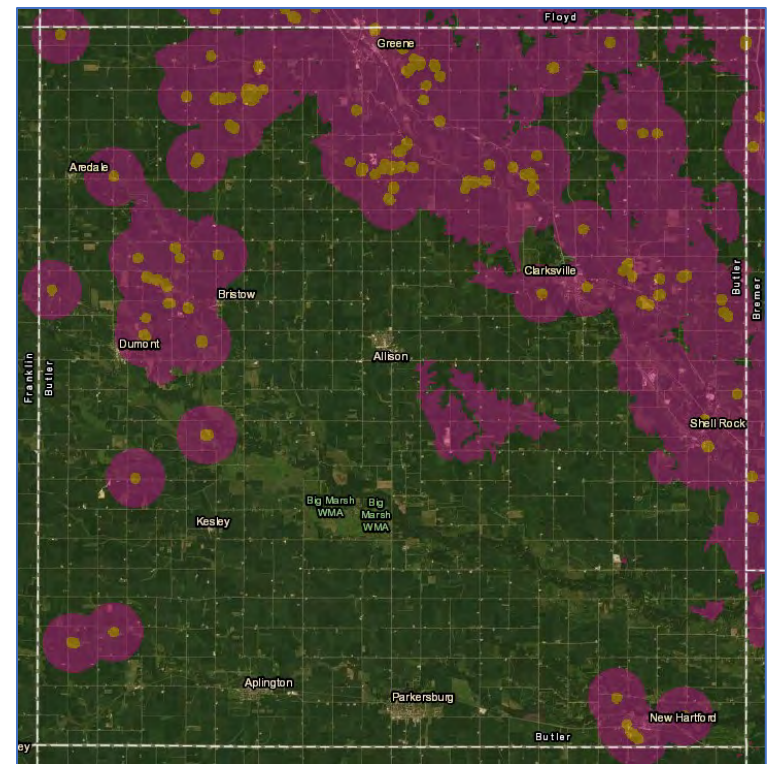 Floyd
Greene
Aredale
Clarksville
Butler
Bremer
Bristow
Dumont
Allison
Franklin
Butler
Shell Rock
Big Marsh
WMA
Big
Marsh
WMA
Kesley
Aplington
Parkersburg
New Hartford
Butler
ey